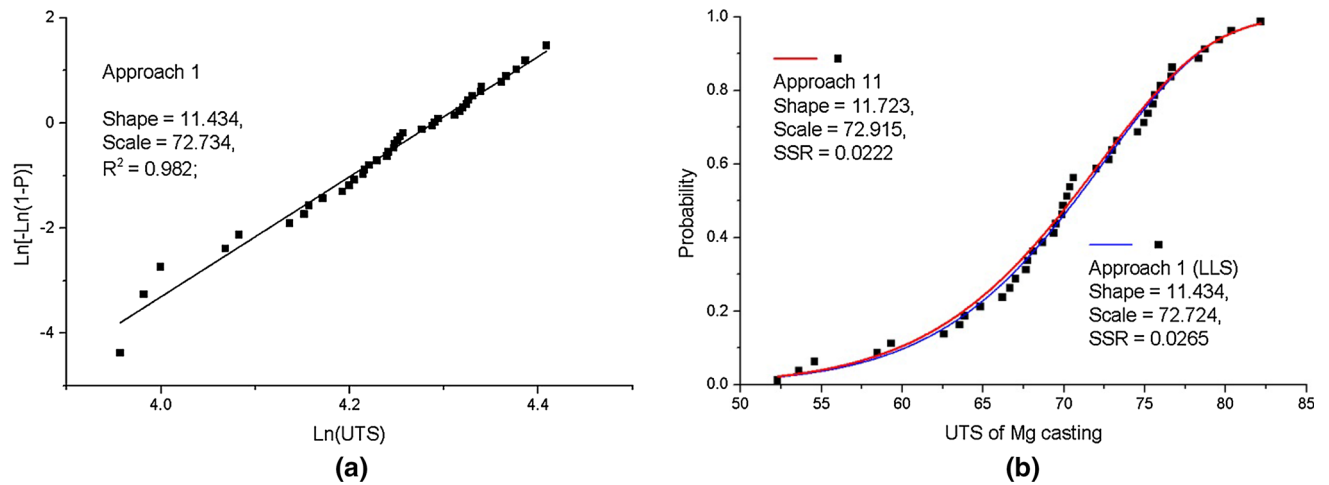 2
0
-2
-4
Ln[-Ln(1-P)]
Approach 1
Shape = 11.434,
Scale = 72.734,
R² = 0.982;
4.0 4.2 4.4
Ln(UTS)
(a)
1.0
0.8
0.6
0.4
0.2
0.0
Probability
Approach 11
Shape = 11.723,
Scale = 72.915,
SSR = 0.0222
Approach 1 (LLS)
Shape = 11.434,
Scale = 72.724,
SSR = 0.0265
50 55 60 65 70 75 80 85
UTS of Mg casting
(b)